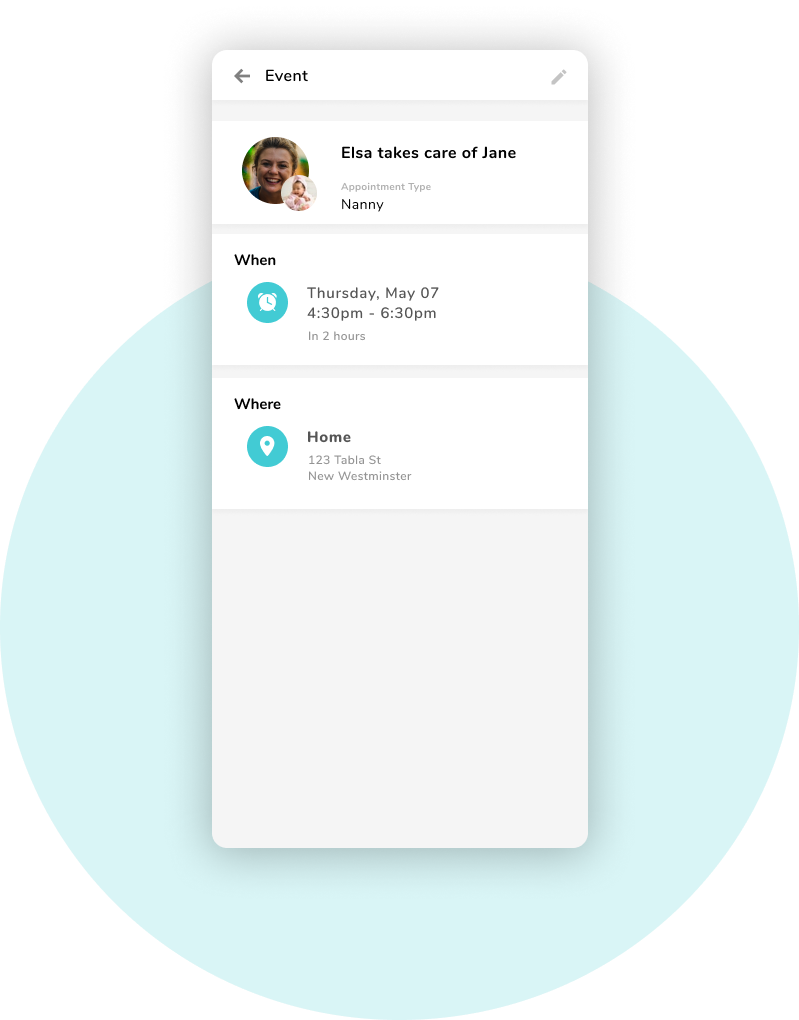 Event
Elsa takes care of Jane
Appointment Type
Nanny
When
Thursday, May 07
4:30pm - 6:30pm
In 2 hours
Where
Home
123 Tabla St
New Westminster